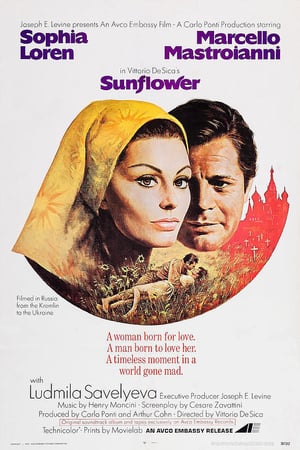 Joseph E. Levine presents An Avco Embassy Film • A Carlo Ponti Production starring
Sophia Loren
Marcello Mastroianni
in Vittorio De Sica's
Sunflower
Filmed in Russia
from the Kremlin
to the Ukraine
A woman born for love.
A man born to love her.
A timeless moment in a
world gone mad.
with
Ludmila Savelyeva
Executive Producer Joseph E. Levine
Music by Henry Mancini • Screenplay by Cesare Zavattini
Produced by Carlo Ponti and Arthur Cohn • Directed by Vittorio De Sica
Original soundtrack album and tapes exclusively on Avco Embassy Records
Technicolor® Prints by Movielab. AN AVCO EMBASSY RELEASE